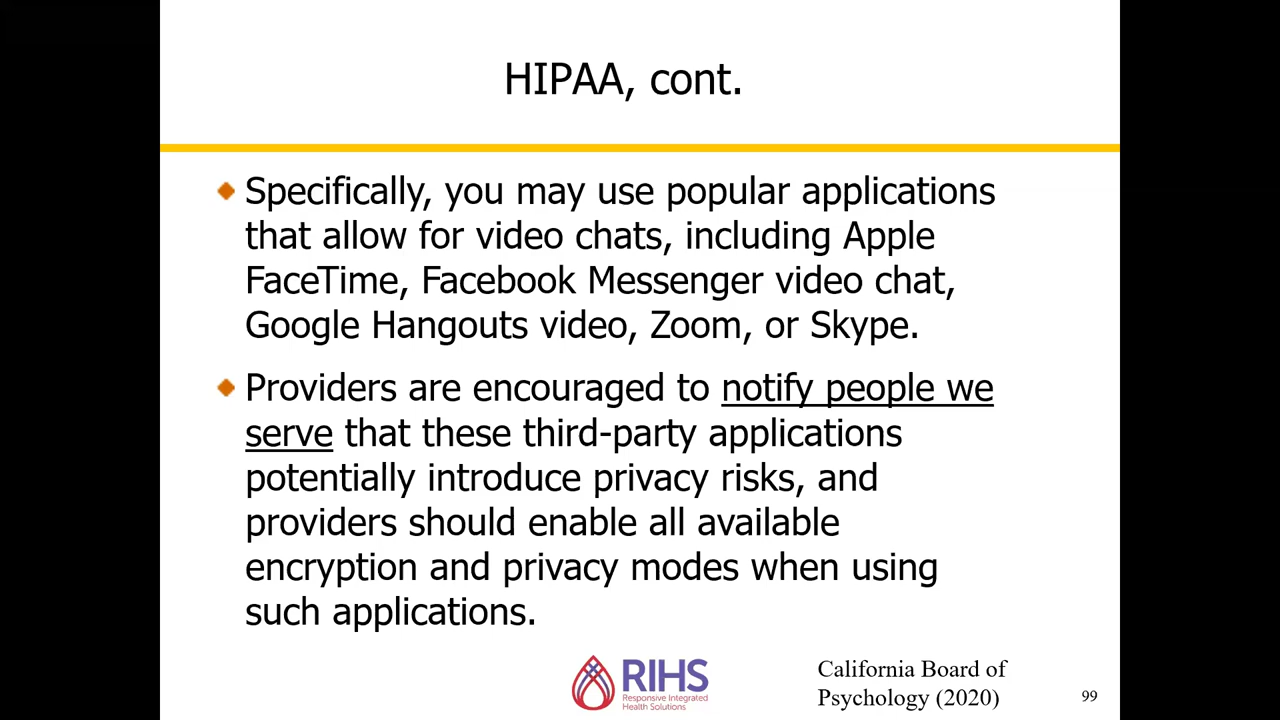 HIPAA, cont.
Specifically, you may use popular applications
that allow for video chats, including Apple
FaceTime, Facebook Messenger video chat,
Google Hangouts video, Zoom, or Skype.
Providers are encouraged to notify people we
serve that these third-party applications
potentially introduce privacy risks, and
providers should enable all available
encryption and privacy modes when using
such applications.
RIHS
Responsive Integrated
Health Solutions
California Board of
Psychology (2020)
99